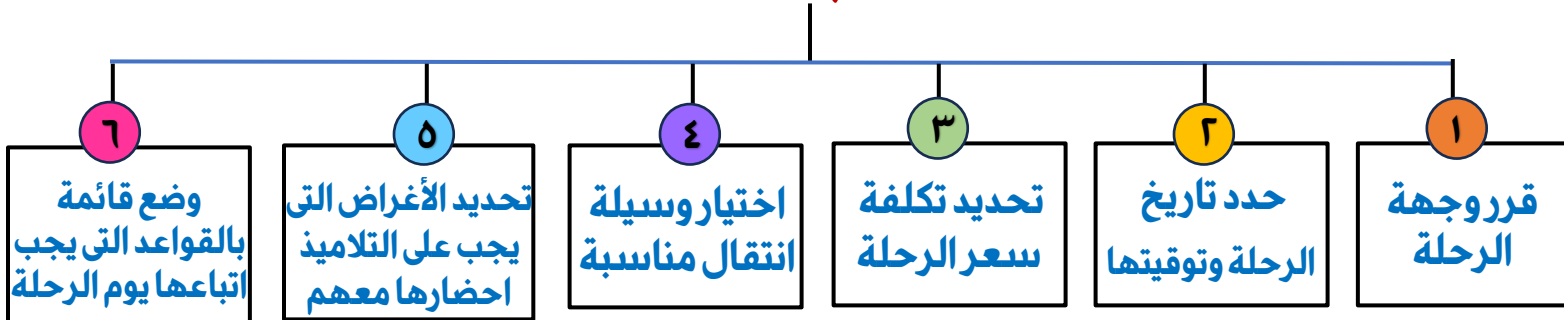 ١
قرر وجهة
الرحلة
٢
حدد تاريخ
الرحلة وتوقيتها
٣
تحديد تكلفة
سعر الرحلة
٤
اختيار وسيلة
انتقال مناسبة
٥
تحديد الأغراض التى
يجب على التلاميذ
احضارها معهم
٦
وضع قائمة
بالقواعد التى يجب
اتباعها يوم الرحلة